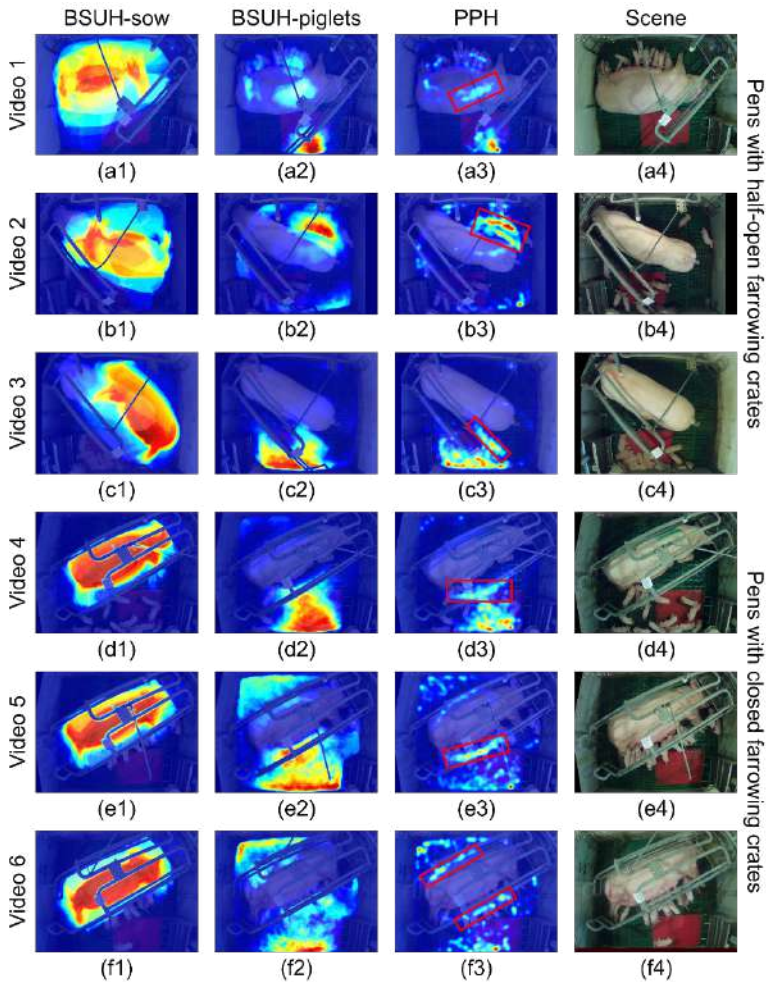 BSUH-sow BSUH-piglets PPH Scene
Video 1
(a1) (a2) (a3) (a4)
Video 2
(b1) (b2) (b3) (b4)
Video 3
(c1) (c2) (c3) (c4)
Pens with half-open farrowing crates
Video 4
(d1) (d2) (d3) (d4)
Video 5
(e1) (e2) (e3) (e4)
Video 6
(f1) (f2) (f3) (f4)
Pens with closed farrowing crates